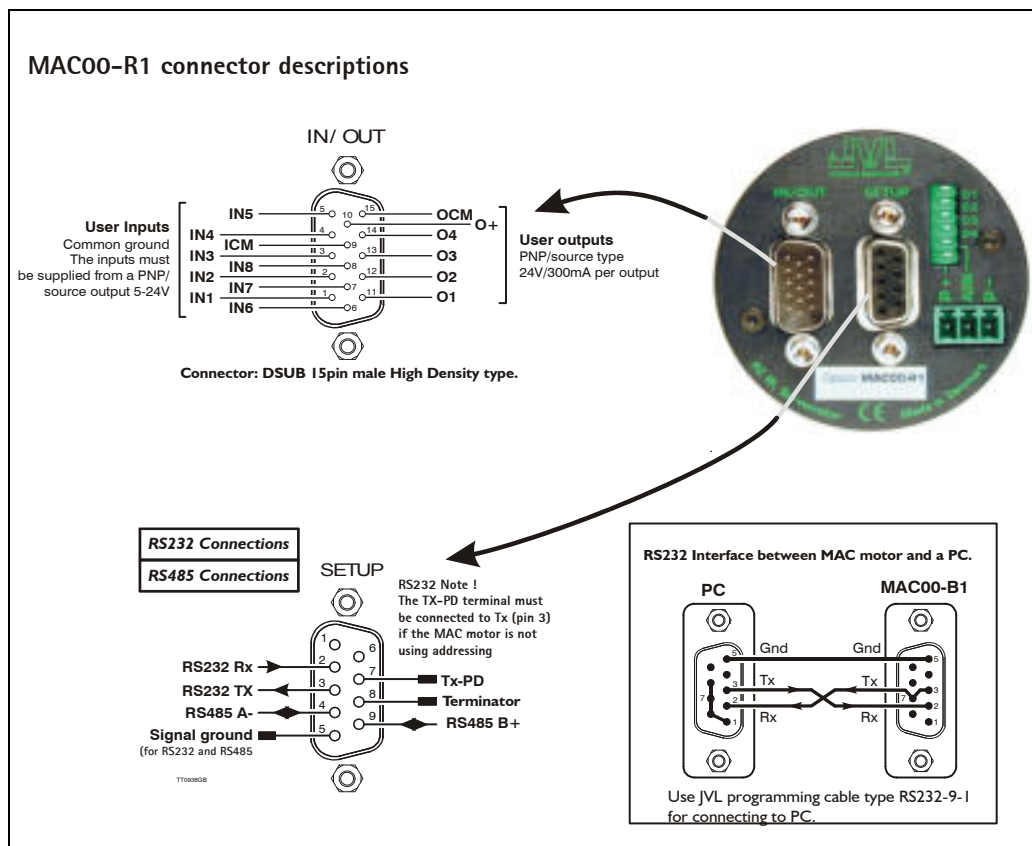 MAC00-R1 connector descriptions
IN/ OUT
User Inputs
Common ground
The inputs must
be supplied from a PNP/
source output 5-24V
IN5
IN4
ICM
IN3
IN8
IN2
IN7
IN1
IN6
5
10
15
4
9
14
3
8
13
2
7
12
1
6
11
OCM
O+
O4
O3
O2
O1
User outputs
PNP/source type
24V/300mA per output
Connector: DSUB 15pin male High Density type.
JVL
IN/OUT
SETUP
O1
O2
O3
O4
P+
P-
MAC00-R1
CE
Made in Denmark
RS232 Connections
RS485 Connections
SETUP
RS232 Note !
The TX-PD terminal must
be connected to Tx (pin 3)
if the MAC motor is not
using addressing
1
6
2
7
3
8
4
9
5
RS232 Rx
RS232 TX
RS485 A-
Signal ground
(for RS232 and RS485
Tx-PD
Terminator
RS485 B+
TT0938GB
RS232 Interface between MAC motor and a PC.
PC
MAC00-B1
5
Gnd
Gnd
5
3
Tx
Tx
3
7
7
2
Rx
Rx
2
1
1
Use JVL programming cable type RS232-9-1
for connecting to PC.